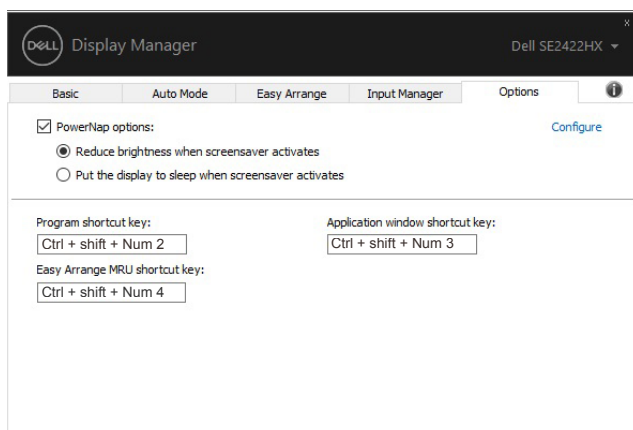 DELL Display Manager Dell SE2422HX
x
Basic Auto Mode Easy Arrange Input Manager Options
PowerNap options: Configure
Reduce brightness when screensaver activates
Put the display to sleep when screensaver activates
Program shortcut key: Application window shortcut key:
Ctrl + shift + Num 2 Ctrl + shift + Num 3
Easy Arrange MRU shortcut key:
Ctrl + shift + Num 4